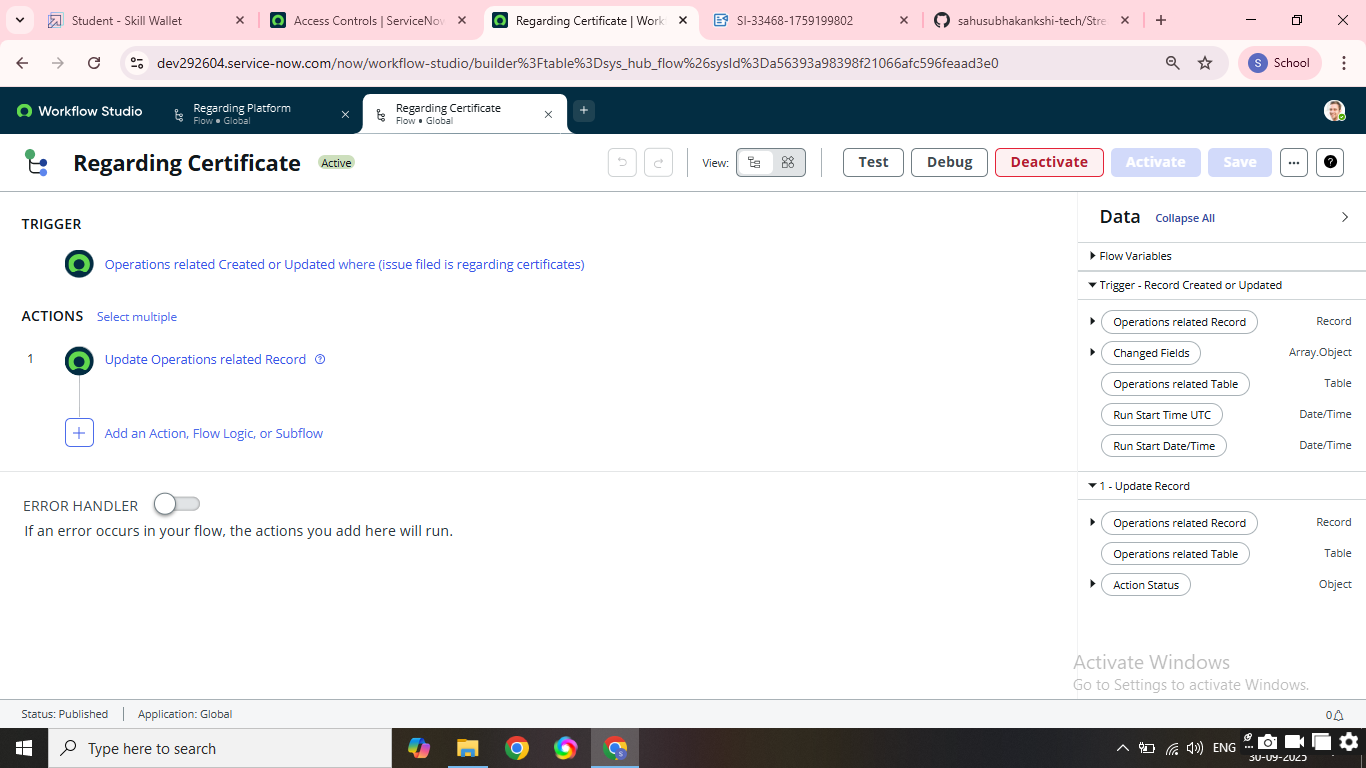 Student - Skill Wallet
Access Controls | ServiceNow
Regarding Certificate | Work
SI-33468-1759199802
sahusubhakankshi-tech/Stre
dev292604.service-now.com/now/workflow-studio/builder%3Ftable%3Dsys_hub_flow%26sysId%3Da56393a98398f21066afc596feaad3e0
S School
Workflow Studio
Regarding Platform
Flow • Global
Regarding Certificate
Flow • Global
Regarding Certificate
Active
View:
Test
Debug
Deactivate
Activate
Save
TRIGGER
Operations related Created or Updated where (issue filed is regarding certificates)
ACTIONS
Select multiple
1
Update Operations related Record
Add an Action, Flow Logic, or Subflow
ERROR HANDLER
If an error occurs in your flow, the actions you add here will run.
Data
Collapse All
Flow Variables
Trigger - Record Created or Updated
Operations related Record Record
Changed Fields Array.Object
Operations related Table Table
Run Start Time UTC Date/Time
Run Start Date/Time Date/Time
1 - Update Record
Operations related Record Record
Operations related Table Table
Action Status Object
Activate Windows
Go to Settings to activate Windows.
Status: Published
Application: Global
0
Type here to search
ENG
30-09-2025